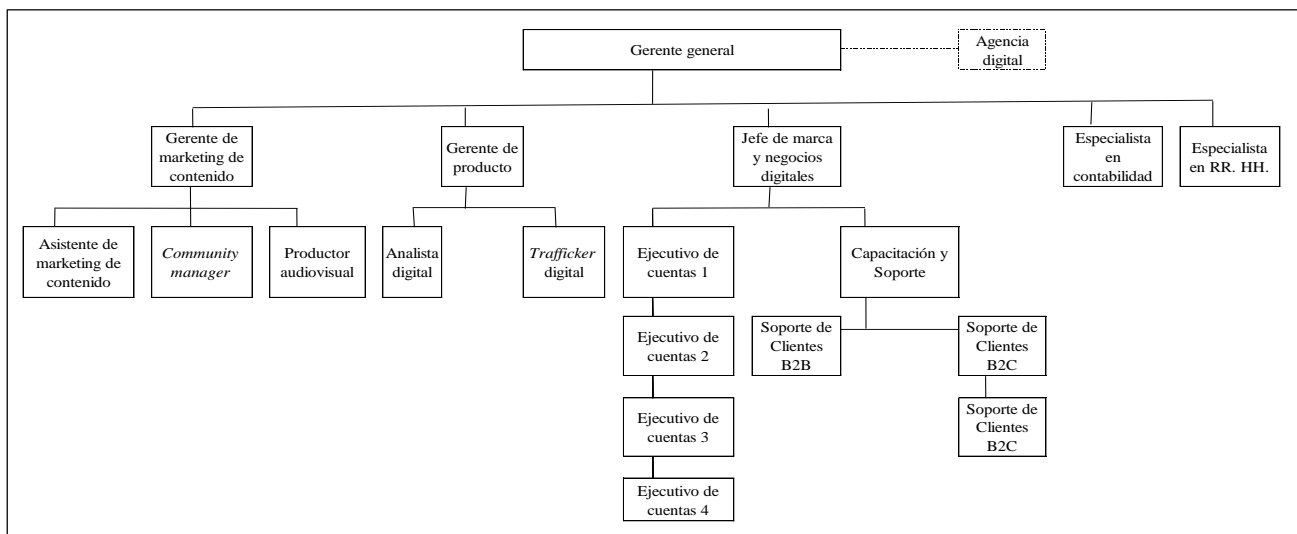 Gerente general
Agencia
digital
Gerente de
marketing de
contenido
Gerente de
producto
Jefe de marca
y negocios
digitales
Especialista
en
contabilidad
Especialista
en RR. HH.
Asistente de
marketing de
contenido
Community
manager
Productor
audiovisual
Analista
digital
Trafficker
digital
Ejecutivo de
cuentas 1
Capacitación y
Soporte
Ejecutivo de
cuentas 2
Soporte de
Clientes
B2B
Soporte de
Clientes
B2C
Ejecutivo de
cuentas 3
Soporte de
Clientes
B2C
Ejecutivo de
cuentas 4